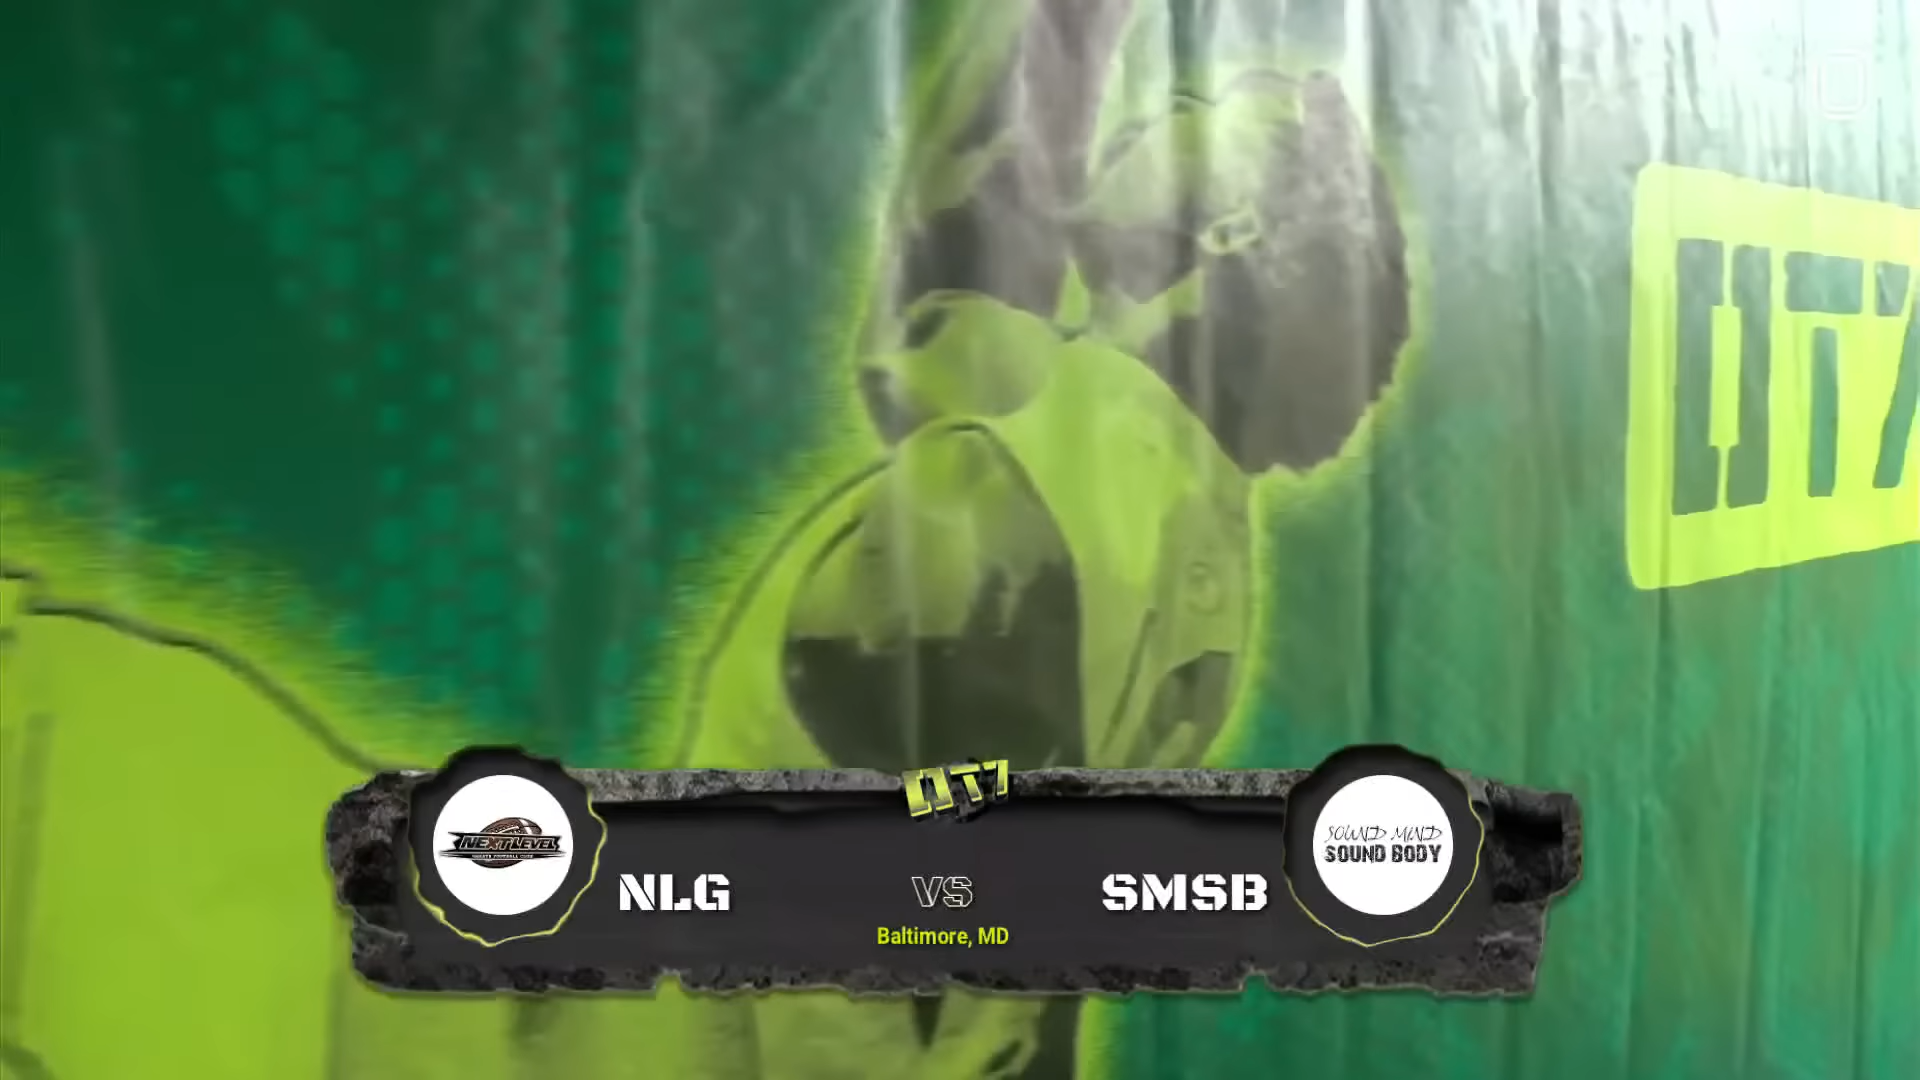 OT7
OT7
NEXT LEVEL
SOUND MIND
SOUND BODY
NLG
VS
SMSB
Baltimore, MD